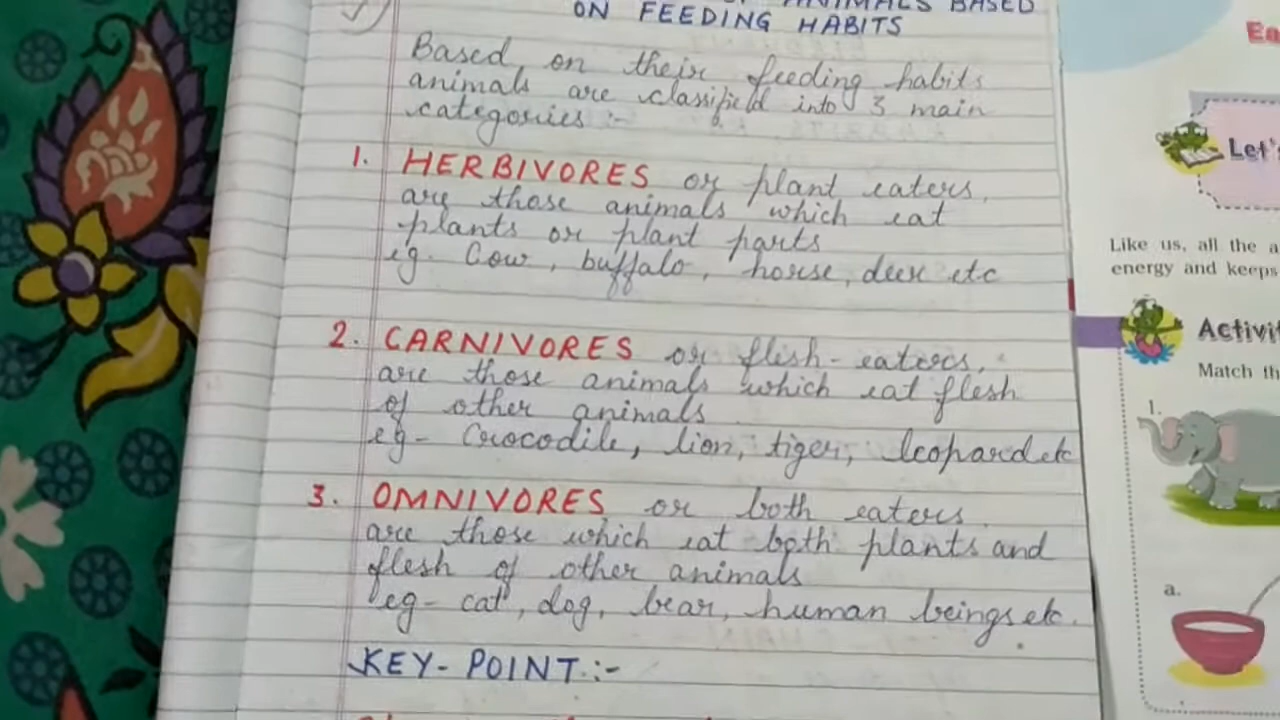 ANIMALS BASED
ON FEEDING HABITS
Based on their feeding habits
animals are classifield into 3 main
categories :-
1. HERBIVORES or plant eaters.
are those animals which eat
plants or plant parts
eg. Cow, buffalo, horse, deer etc
2. CARNIVORES or flesh-eaters.
are those animals which eat flesh
of other animals
eg- Crocodile, lion, tiger, leopard etc
3. OMNIVORES or both eaters.
are those which eat both plants and
flesh of other animals
eg- cat, dog, bear, human beings etc.
KEY-POINT :-
Ea
Let's
Like us, all the a
energy and keeps
Activi
Match th
1.
a.